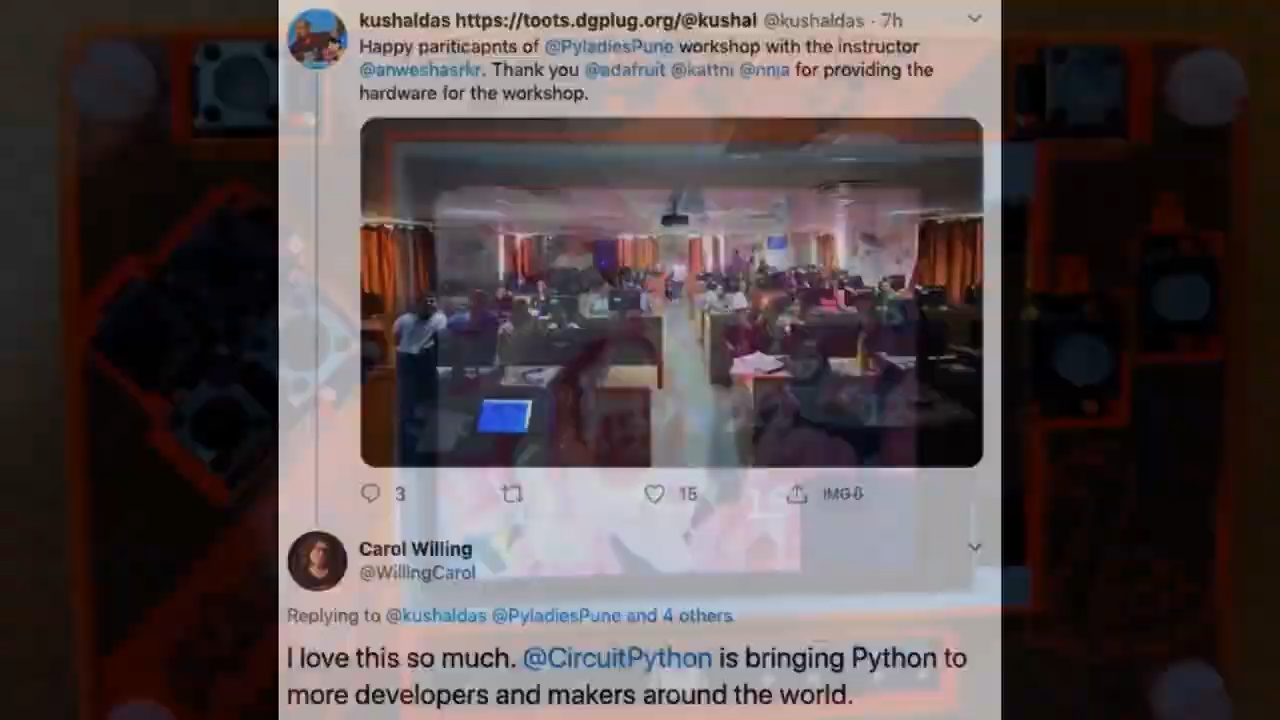 kushaldas https://toots.dgplug.org/@kushal @kushaldas · 7h
Happy pariticapnts of @PyladiesPune workshop with the instructor
@anweshasrkr. Thank you @adafruit @kattni @nnja for providing the
hardware for the workshop.
3 15
Carol Willing
@WillingCarol
Replying to @kushaldas @PyladiesPune and 4 others
I love this so much. @CircuitPython is bringing Python to
more developers and makers around the world.